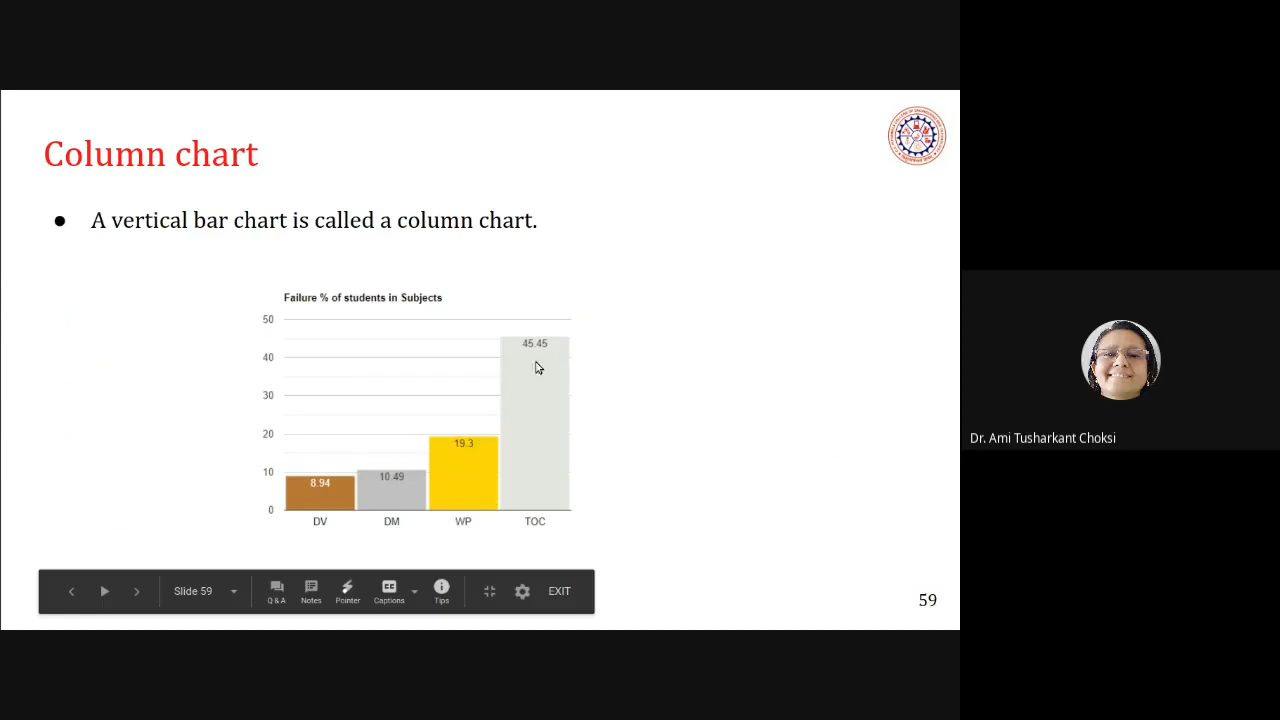 Column chart
● A vertical bar chart is called a column chart.
Failure % of students in Subjects
50
40
30
20
10
0
45.45
19.3
10.49
8.94
DV DM WP TOC
Slide 59
Q & A Notes Pointer Captions Tips
EXIT
59
Dr. Ami Tusharkant Choksi